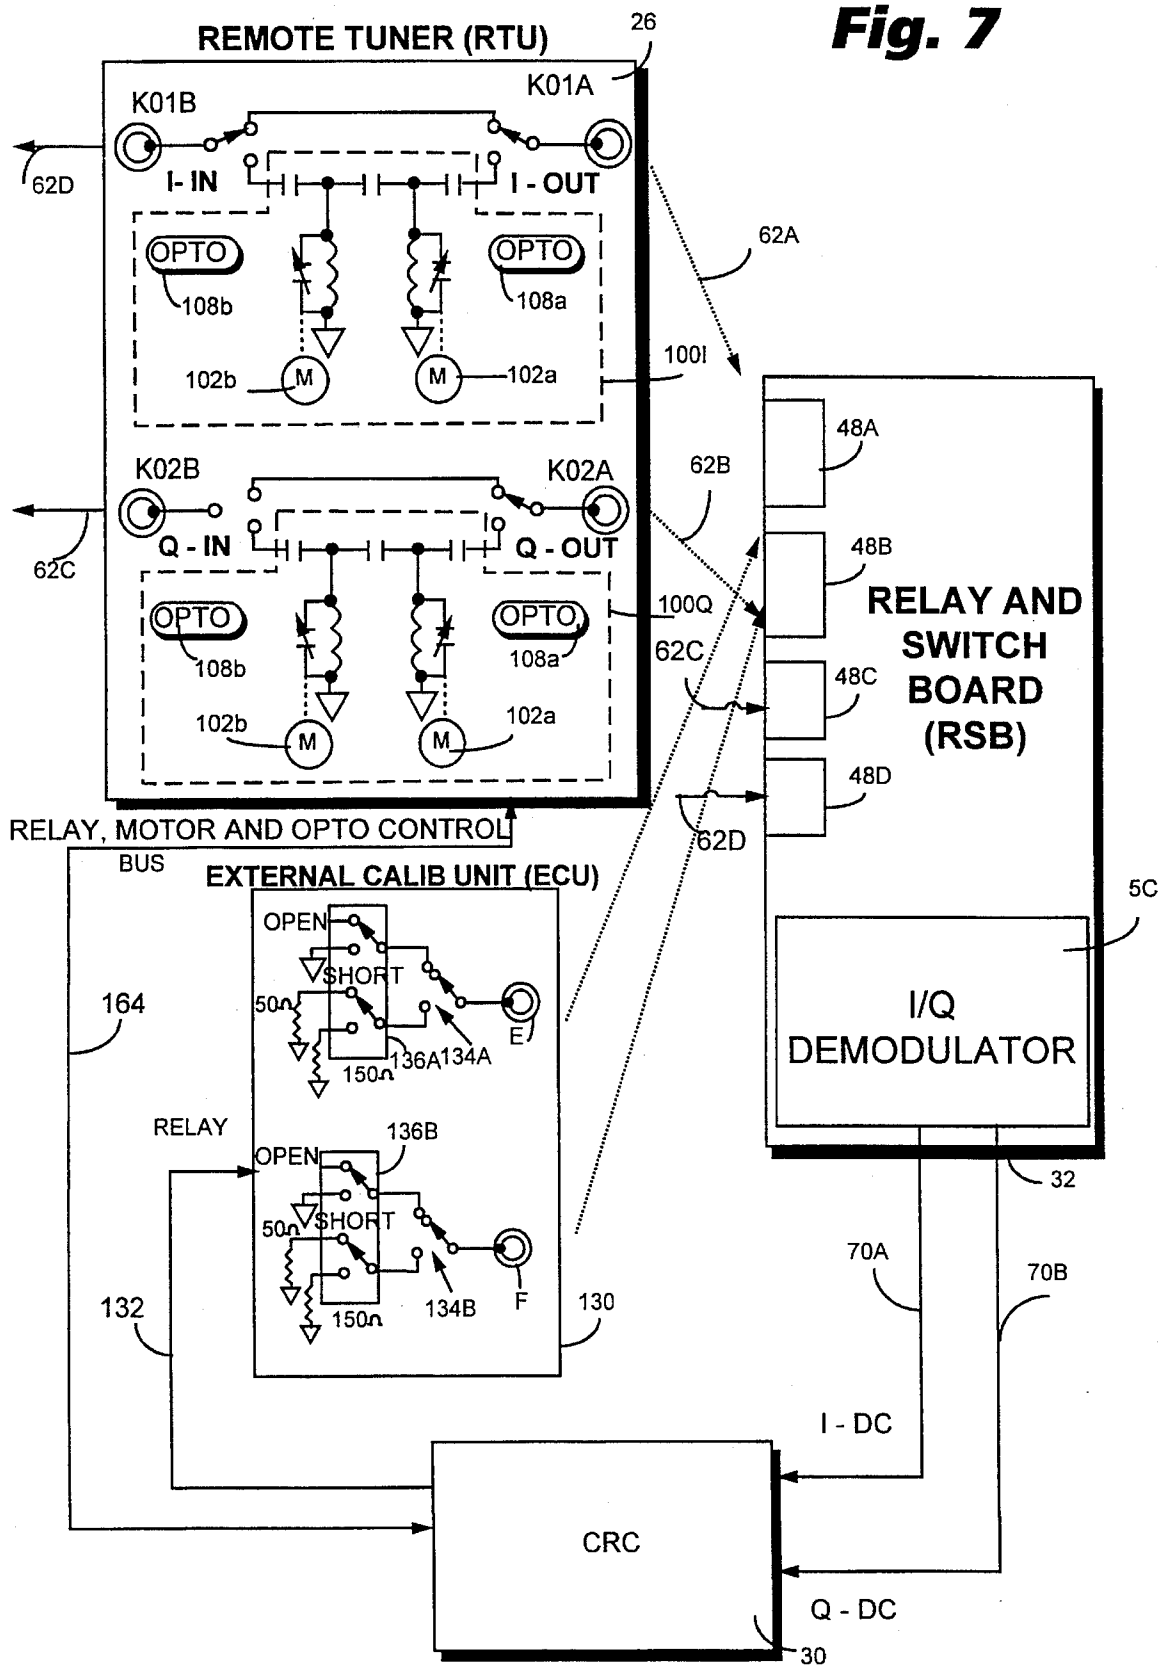 Fig. 7
REMOTE TUNER (RTU)
26
K01B
K01A
62D
I- IN
I - OUT
62A
OPTO
OPTO
108b
108a
102b
M
M
102a
100I
K02B
K02A
62B
48A
62C
Q - IN
Q - OUT
48B
OPTO
OPTO
100Q
108b
108a
RELAY AND
SWITCH
BOARD
(RSB)
62C
48C
102b
M
M
102a
48D
62D
RELAY, MOTOR AND OPTO CONTROL
BUS
EXTERNAL CALIB UNIT (ECU)
5C
OPEN
SHORT
50Ω
E
164
136A
134A
150Ω
I/Q
DEMODULATOR
RELAY
136B
OPEN
32
SHORT
50Ω
70A
70B
F
132
134B
130
150Ω
I - DC
CRC
Q - DC
30